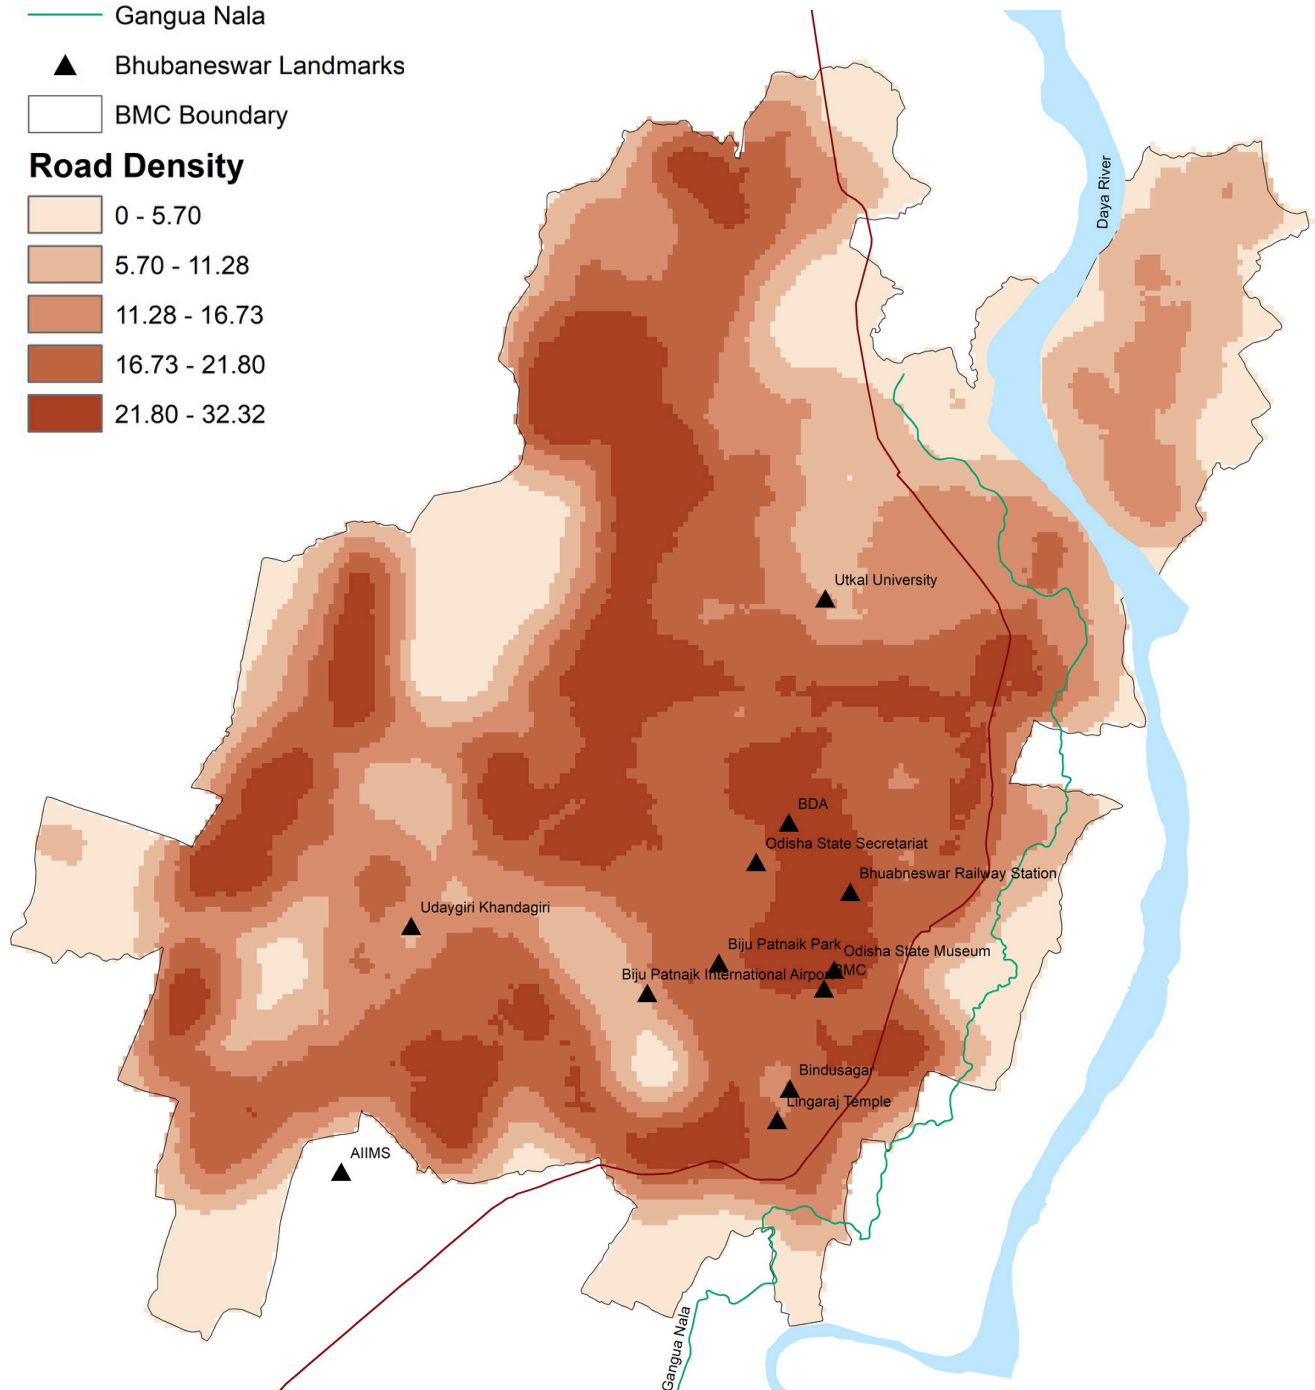 Gangua Nala
Bhubaneswar Landmarks
BMC Boundary
Road Density
0 - 5.70
5.70 - 11.28
11.28 - 16.73
16.73 - 21.80
21.80 - 32.32
Daya River
Utkal University
BDA
Odisha State Secretariat
Bhuabneswar Railway Station
Udaygiri Khandagiri
Biju Patnaik Park
Odisha State Museum
Biju Patnaik International Airport
BMC
Bindusagar
Lingaraj Temple
AIIMS
Gangua Nala